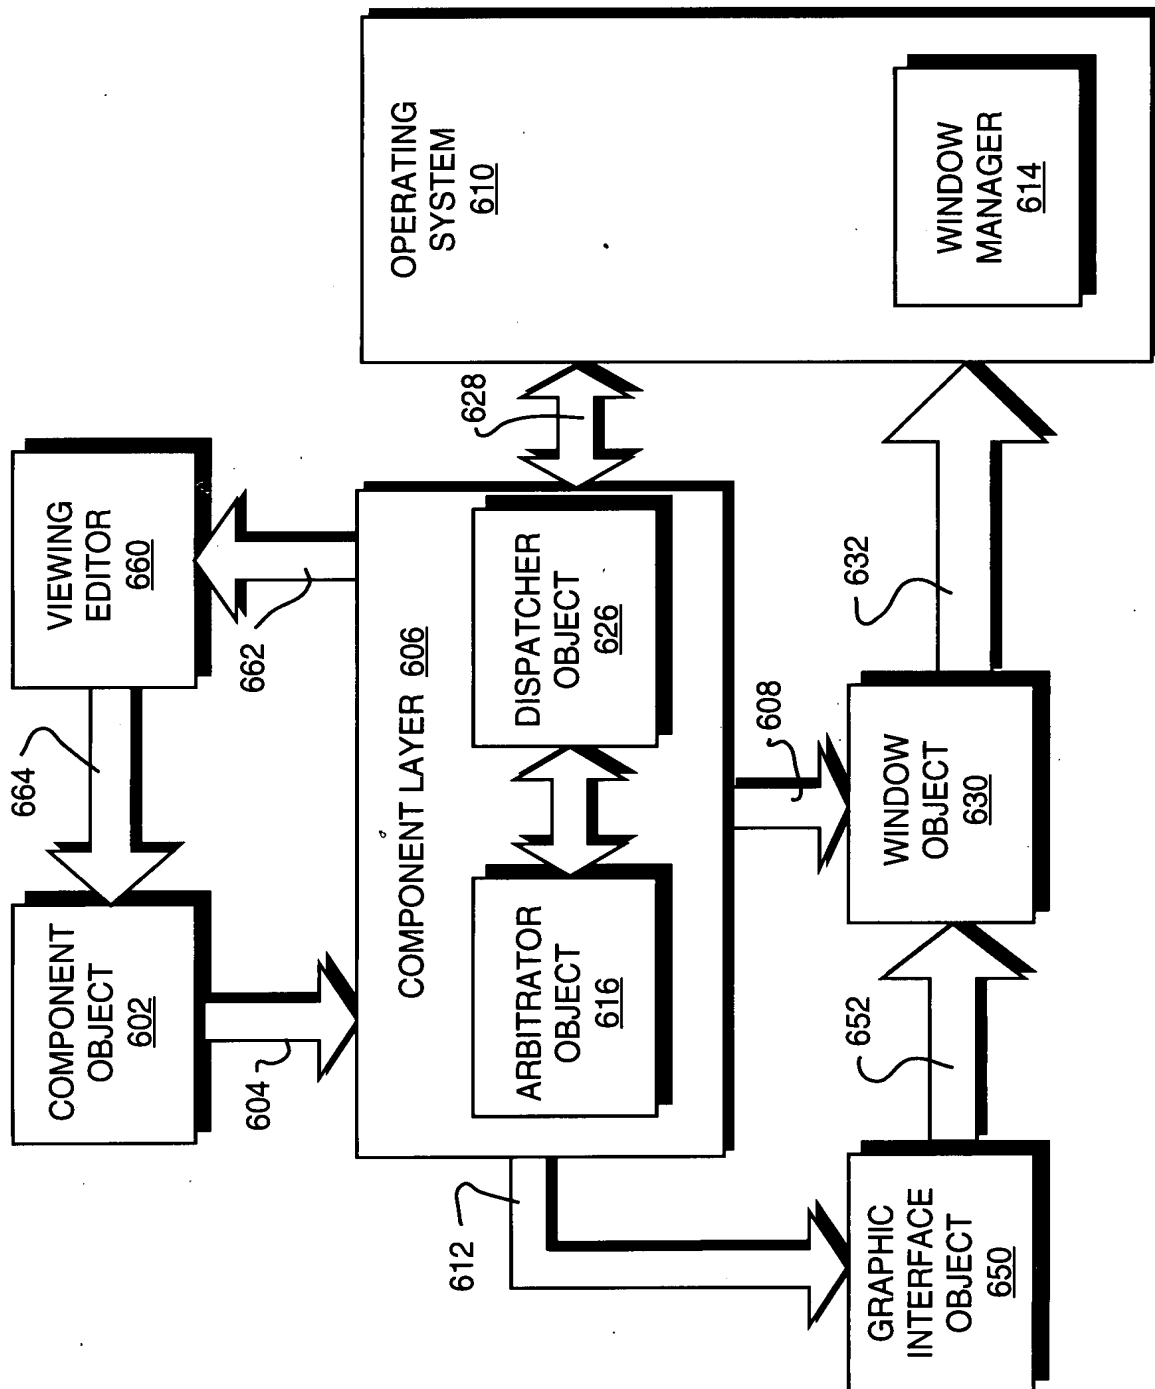 COMPONENT
OBJECT
602
664
VIEWING
EDITOR
660
604
662
COMPONENT LAYER 606
ARBITRATOR
OBJECT
616
DISPATCHER
OBJECT
626
628
OPERATING
SYSTEM
610
612
608
GRAPHIC
INTERFACE
OBJECT
650
652
WINDOW
OBJECT
630
632
WINDOW
MANAGER
614